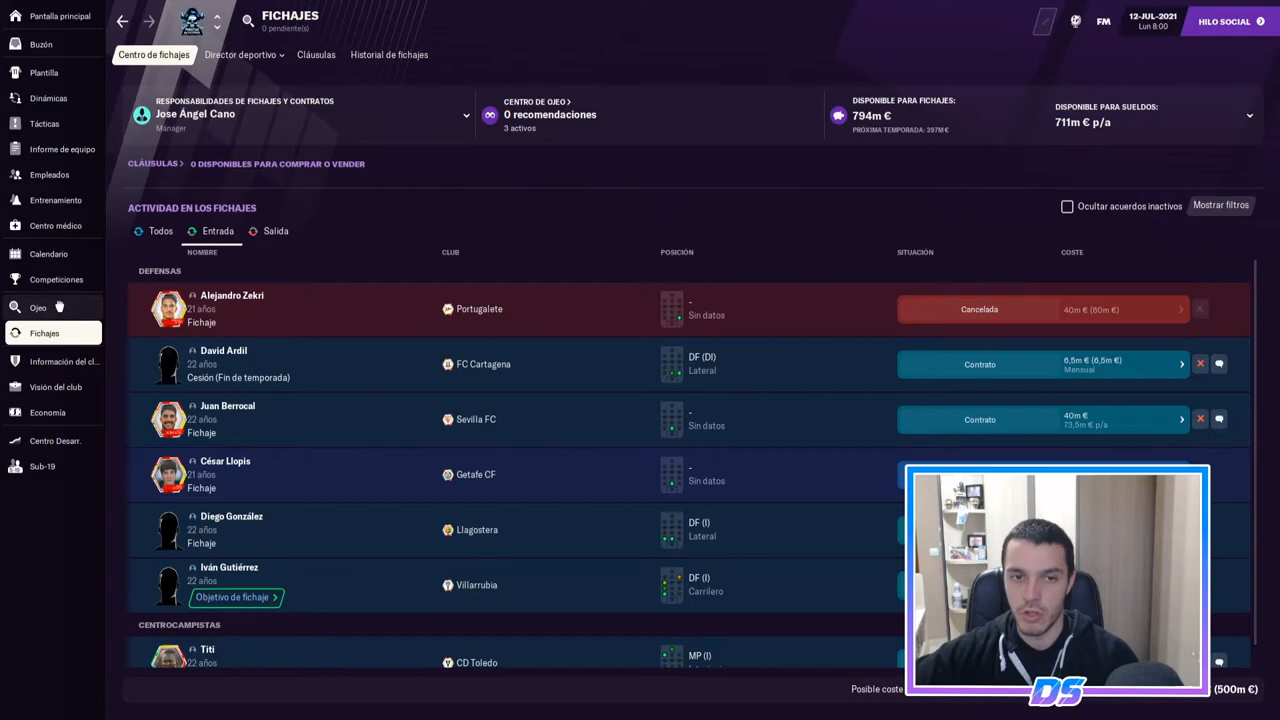 Pantalla principal
Buzón
Plantilla
Dinámicas
Tácticas
Informe de equipo
Empleados
Entrenamiento
Centro médico
Calendario
Competiciones
Ojeo
Fichajes
Información del cl...
Visión del club
Economía
Centro Desarr.
Sub-19
FICHAJES
0 pendiente(s)
FM
12-JUL-2021
Lun 8:00
HILO SOCIAL
Centro de fichajes
Director deportivo
Cláusulas
Historial de fichajes
RESPONSABILIDADES DE FICHAJES Y CONTRATOS
Jose Ángel Cano
Manager
CENTRO DE OJEO >
0 recomendaciones
3 activos
DISPONIBLE PARA FICHAJES:
794m €
PRÓXIMA TEMPORADA: 397M €
DISPONIBLE PARA SUELDOS:
711m € p/a
CLÁUSULAS > 0 DISPONIBLES PARA COMPRAR O VENDER
ACTIVIDAD EN LOS FICHAJES
Ocultar acuerdos inactivos
Mostrar filtros
Todos
Entrada
Salida
NOMBRE CLUB POSICIÓN SITUACIÓN COSTE
DEFENSAS
Alejandro Zekri
21 años
Fichaje
Portugalete
-
Sin datos
Cancelada
40m € (60m €)
David Ardil
22 años
Cesión (Fin de temporada)
FC Cartagena
DF (DI)
Lateral
Contrato
6,5m € (6,5m €)
Mensual
Juan Berrocal
22 años
Fichaje
Sevilla FC
-
Sin datos
Contrato
40m €
73,5m € p/a
César Llopis
21 años
Fichaje
Getafe CF
-
Sin datos
Diego González
22 años
Fichaje
Llagostera
DF (I)
Lateral
Iván Gutiérrez
22 años
Objetivo de fichaje >
Villarrubia
DF (I)
Carrilero
CENTROCAMPISTAS
Titi
22 años
CD Toledo
MP (I)
Posible coste
(500m €)
DS